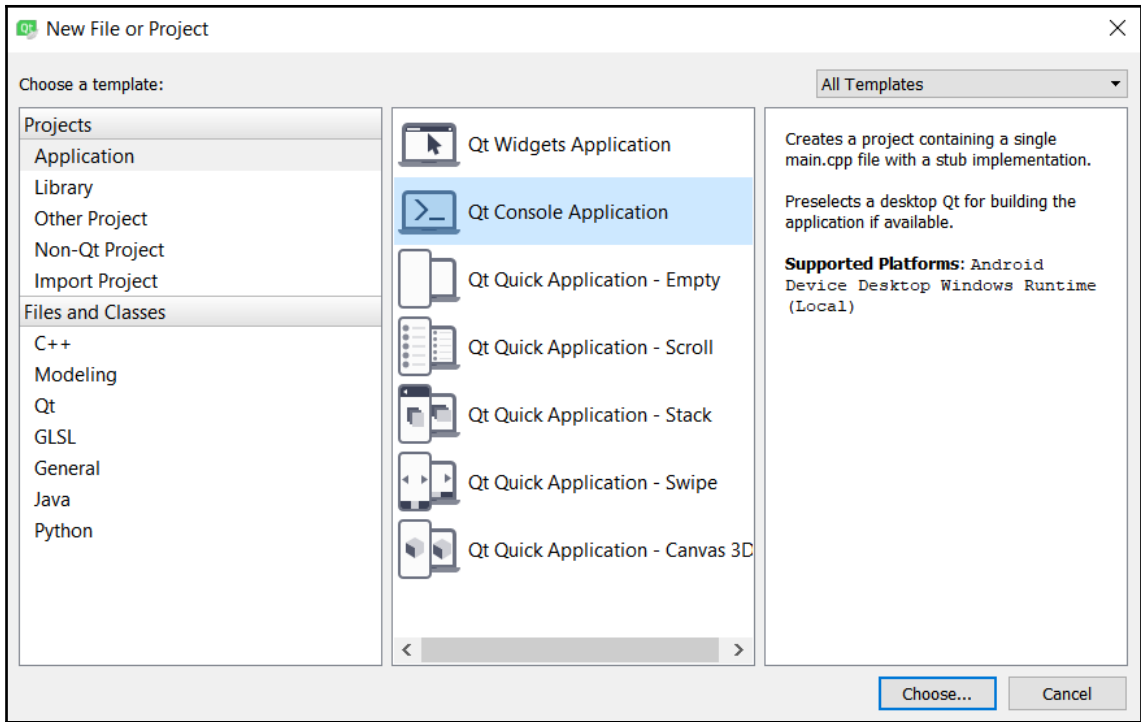 Qt New File or Project
Choose a template:
All Templates
Projects
Application
Library
Other Project
Non-Qt Project
Import Project
Files and Classes
C++
Modeling
Qt
GLSL
General
Java
Python
Qt Widgets Application
Qt Console Application
Qt Quick Application - Empty
Qt Quick Application - Scroll
Qt Quick Application - Stack
Qt Quick Application - Swipe
Qt Quick Application - Canvas 3D
Creates a project containing a single
main.cpp file with a stub implementation.
Preselects a desktop Qt for building the
application if available.
Supported Platforms: Android
Device Desktop Windows Runtime
(Local)
Choose...
Cancel